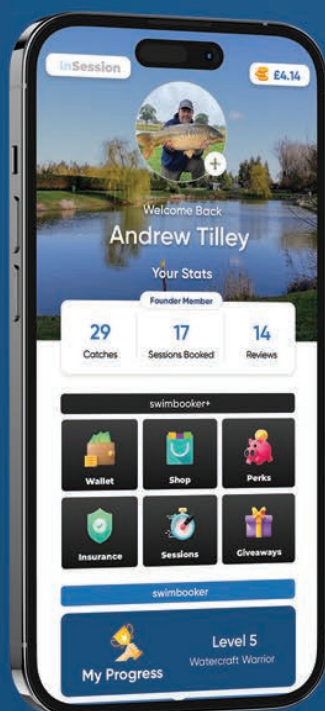 inSession
£4.14
Welcome Back
Andrew Tilley
Your Stats
Founder Member
29 17 14
Catches Sessions Booked Reviews
swimbooker+
Wallet Shop Perks
Insurance Sessions Giveaways
swimbooker
My Progress
Level 5
Watercraft Warrior